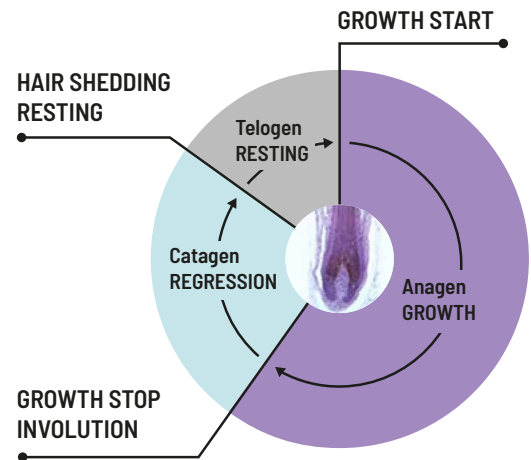 GROWTH START
HAIR SHEDDING
RESTING
Telogen
RESTING
Catagen
REGRESSION
Anagen
GROWTH
GROWTH STOP
INVOLUTION